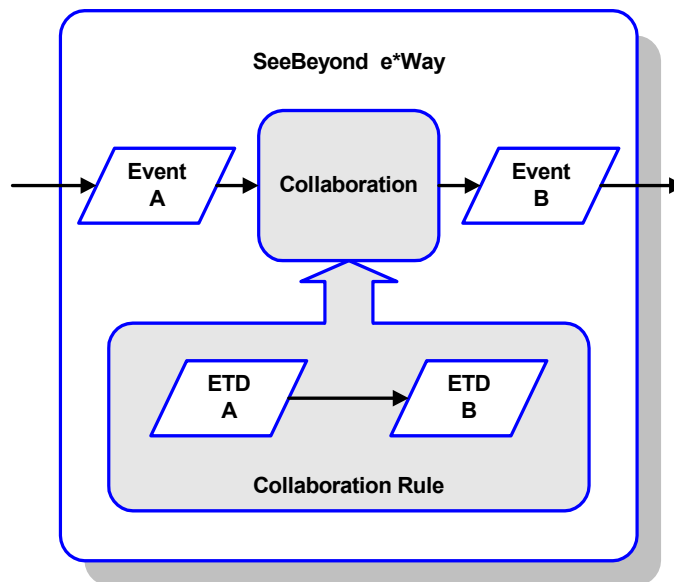 SeeBeyond e*Way
Event
A
Collaboration
Event
B
ETD
A
ETD
B
Collaboration Rule